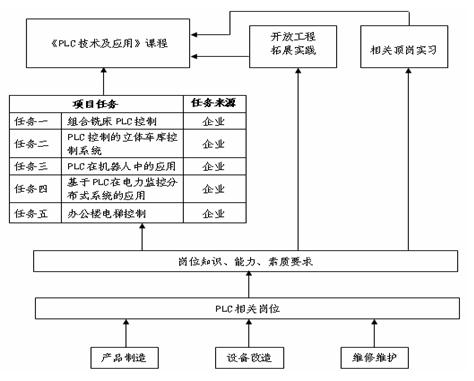 《PLC 技术及应用》课程
开放工程
拓展实践
相关顶岗实习
项目任务 任务来源
任务一 组合铣床 PLC 控制 企业
任务二 PLC 控制的立体车库控
制系统 企业
任务三 PLC 在机器人中的应用 企业
任务四 基于 PLC 在电力监控分
布式系统的应用 企业
任务五 办公楼电梯控制 企业
岗位知识、能力、素质要求
PLC 相关岗位
产品制造 设备改造 维修维护